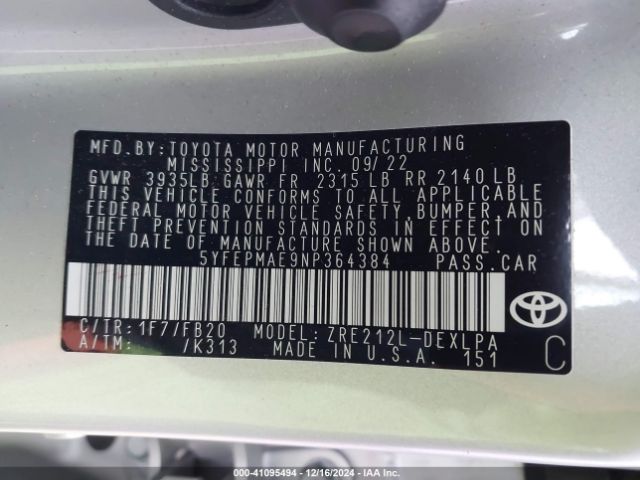 MFD.BY:TOYOTA MOTOR MANUFACTURING
MISSISSIPPI INC. 09/22
GVWR 3935LB GAWR FR 2315 LB RR 2140 LB
THIS VEHICLE CONFORMS TO ALL APPLICABLE
FEDERAL MOTOR VEHICLE SAFETY,BUMPER,AND
THEFT PREVENTION STANDARDS IN EFFECT ON
THE DATE OF MANUFACTURE SHOWN ABOVE.
5YFEPMAE9NP364384 PASS.CAR
C/TR:1F7/FB20 MODEL:ZRE212L-DEXLPA
A/TM: /K313 MADE IN U.S.A. 151
TOYOTA
C
000-41095494 - 12/16/2024 - IAA Inc.